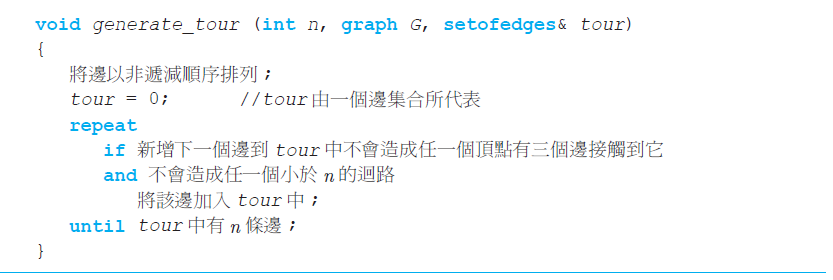 void generate_tour (int n, graph G, setofedges& tour)
{
將邊以非遞減順序排列；
tour = 0; //tour由一個邊集合所代表
repeat
if 新增下一個邊到 tour 中不會造成任一個頂點有三個邊接觸到它
and 不會造成任一個小於 n 的迴路
將該邊加入 tour 中；
until tour 中有 n 條邊；
}